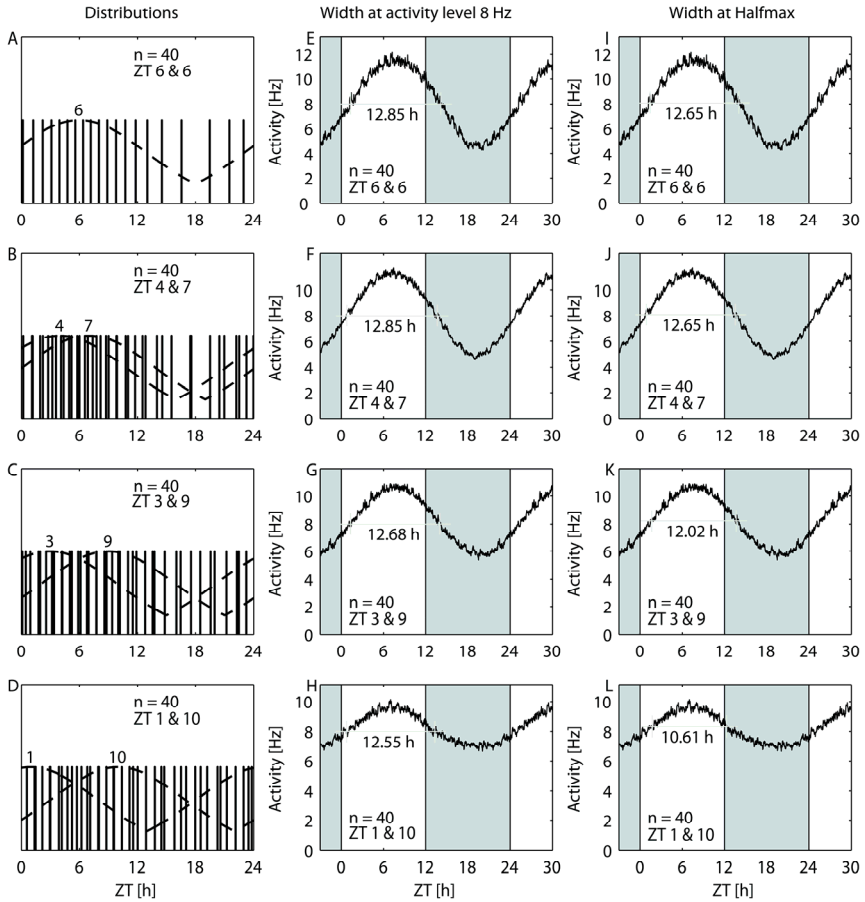 Distributions
Width at activity level 8 Hz
Width at Halfmax
A
n = 40
ZT 6 & 6
6
0 6 12 18 24
E
Activity [Hz]
12
10
8
6
4
2
0
12.85 h
n = 40
ZT 6 & 6
0 6 12 18 24 30
I
Activity [Hz]
12
10
8
6
4
2
0
12.65 h
n = 40
ZT 6 & 6
0 6 12 18 24 30
B
n = 40
ZT 4 & 7
4 7
0 6 12 18 24
F
Activity [Hz]
10
8
6
4
2
0
12.85 h
n = 40
ZT 4 & 7
0 6 12 18 24 30
J
Activity [Hz]
10
8
6
4
2
0
12.65 h
n = 40
ZT 4 & 7
0 6 12 18 24 30
C
n = 40
ZT 3 & 9
3 9
0 6 12 18 24
G
Activity [Hz]
10
8
6
4
2
0
12.68 h
n = 40
ZT 3 & 9
0 6 12 18 24 30
K
Activity [Hz]
10
8
6
4
2
0
12.02 h
n = 40
ZT 3 & 9
0 6 12 18 24 30
D
n = 40
ZT 1 & 10
1 10
0 6 12 18 24
ZT [h]
H
Activity [Hz]
10
8
6
4
2
0
12.55 h
n = 40
ZT 1 & 10
0 6 12 18 24 30
ZT [h]
L
Activity [Hz]
10
8
6
4
2
0
10.61 h
n = 40
ZT 1 & 10
0 6 12 18 24 30
ZT [h]